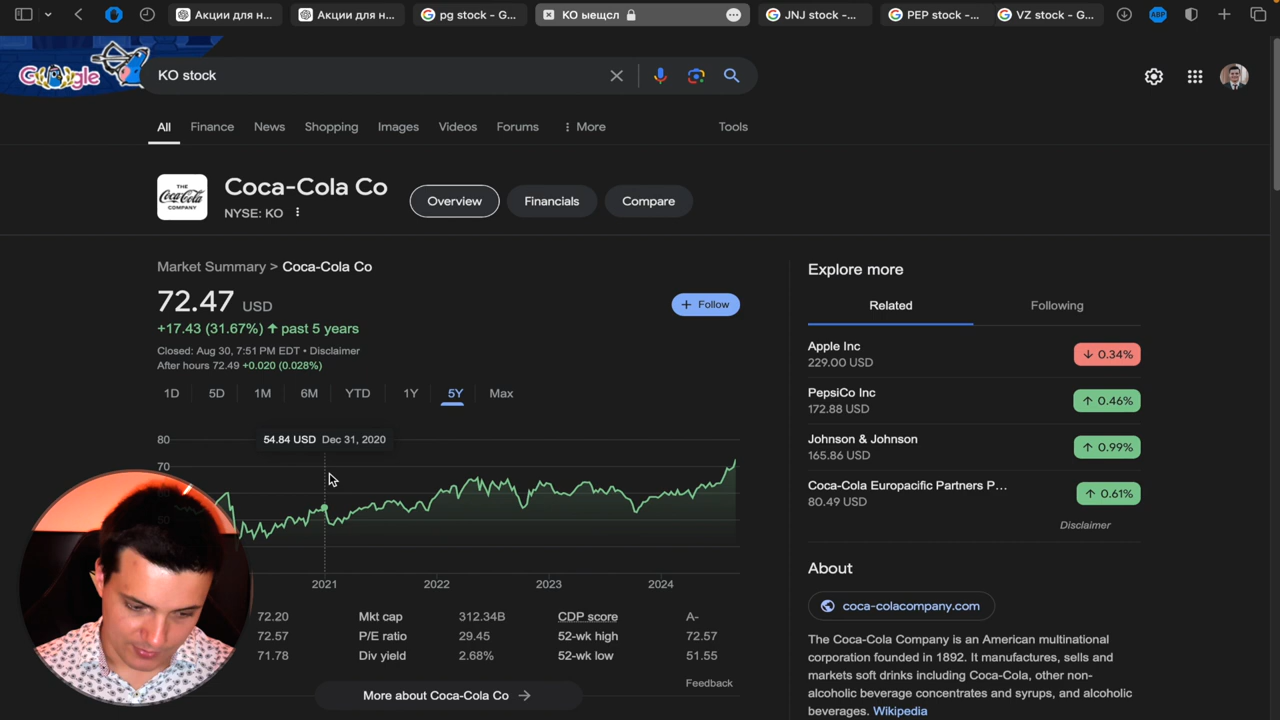 Акции для н...
Акции для н...
pg stock – G...
КО ыещсл
JNJ stock –...
PEP stock –...
VZ stock – G...
ABP
Google
KO stock
All
Finance
News
Shopping
Images
Videos
Forums
More
Tools
THE
Coca-Cola
COMPANY
Coca-Cola Co
NYSE: KO
Overview
Financials
Compare
Market Summary > Coca-Cola Co
72.47 USD
+ Follow
+17.43 (31.67%) ↑ past 5 years
Closed: Aug 30, 7:51 PM EDT • Disclaimer
After hours 72.49 +0.020 (0.028%)
1D
5D
1M
6M
YTD
1Y
5Y
Max
54.84 USD Dec 31, 2020
80
70
50
2021
2022
2023
2024
72.20
Mkt cap
312.34B
CDP score
A-
72.57
P/E ratio
29.45
52-wk high
72.57
71.78
Div yield
2.68%
52-wk low
51.55
Feedback
More about Coca-Cola Co →
Explore more
Related
Following
Apple Inc
229.00 USD
↓ 0.34%
PepsiCo Inc
172.88 USD
↑ 0.46%
Johnson & Johnson
165.86 USD
↑ 0.99%
Coca-Cola Europacific Partners P...
80.49 USD
↑ 0.61%
Disclaimer
About
coca-colacompany.com
The Coca-Cola Company is an American multinational
corporation founded in 1892. It manufactures, sells and
markets soft drinks including Coca-Cola, other non-
alcoholic beverage concentrates and syrups, and alcoholic
beverages. Wikipedia